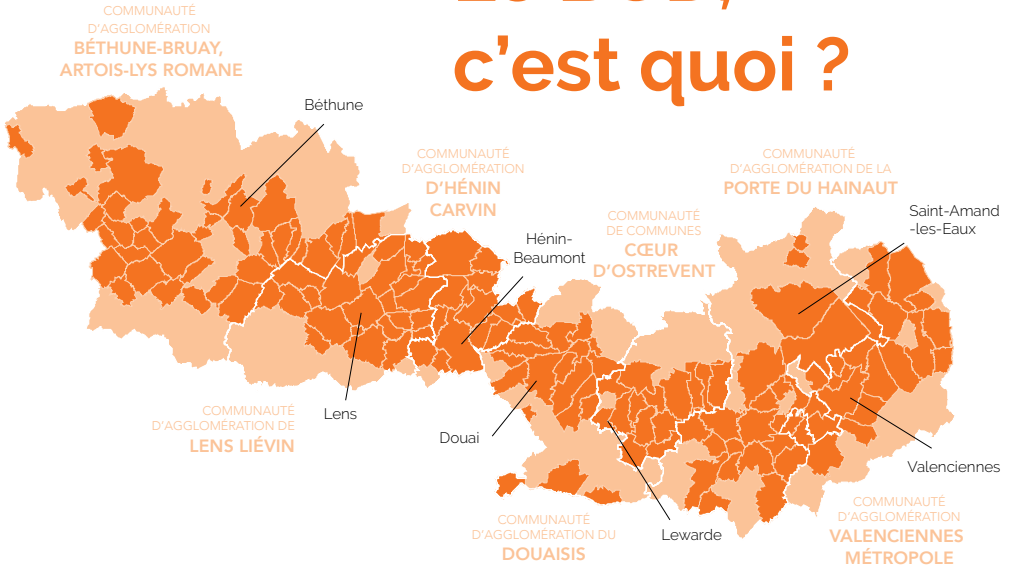 c'est quoi ?
COMMUNAUTÉ
D'AGGLOMÉRATION
BÉTHUNE-BRUAY,
ARTOIS-LYS ROMANE
Béthune
COMMUNAUTÉ
D'AGGLOMÉRATION
D'HÉNIN
CARVIN
COMMUNAUTÉ
D'AGGLOMÉRATION DE LA
PORTE DU HAINAUT
COMMUNAUTÉ
DE COMMUNES
CŒUR
D'OSTREVENT
Saint-Amand
-les-Eaux
Hénin-
Beaumont
COMMUNAUTÉ
D'AGGLOMÉRATION DE
LENS LIÉVIN
Lens
Douai
Valenciennes
COMMUNAUTÉ
D'AGGLOMÉRATION DU
DOUAISIS
Lewarde
COMMUNAUTÉ
D'AGGLOMÉRATION
VALENCIENNES
MÉTROPOLE